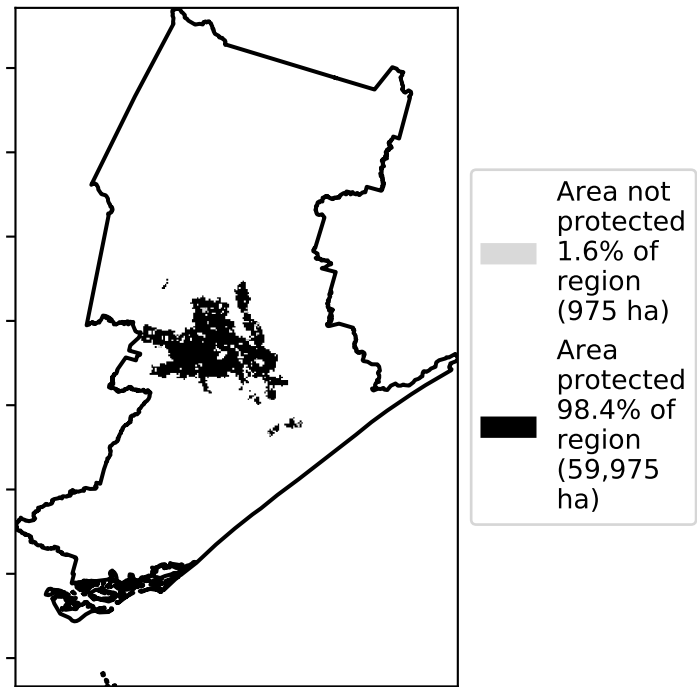 Area not
protected
1.6% of
region
(975 ha)
Area
protected
98.4% of
region
(59,975
ha)